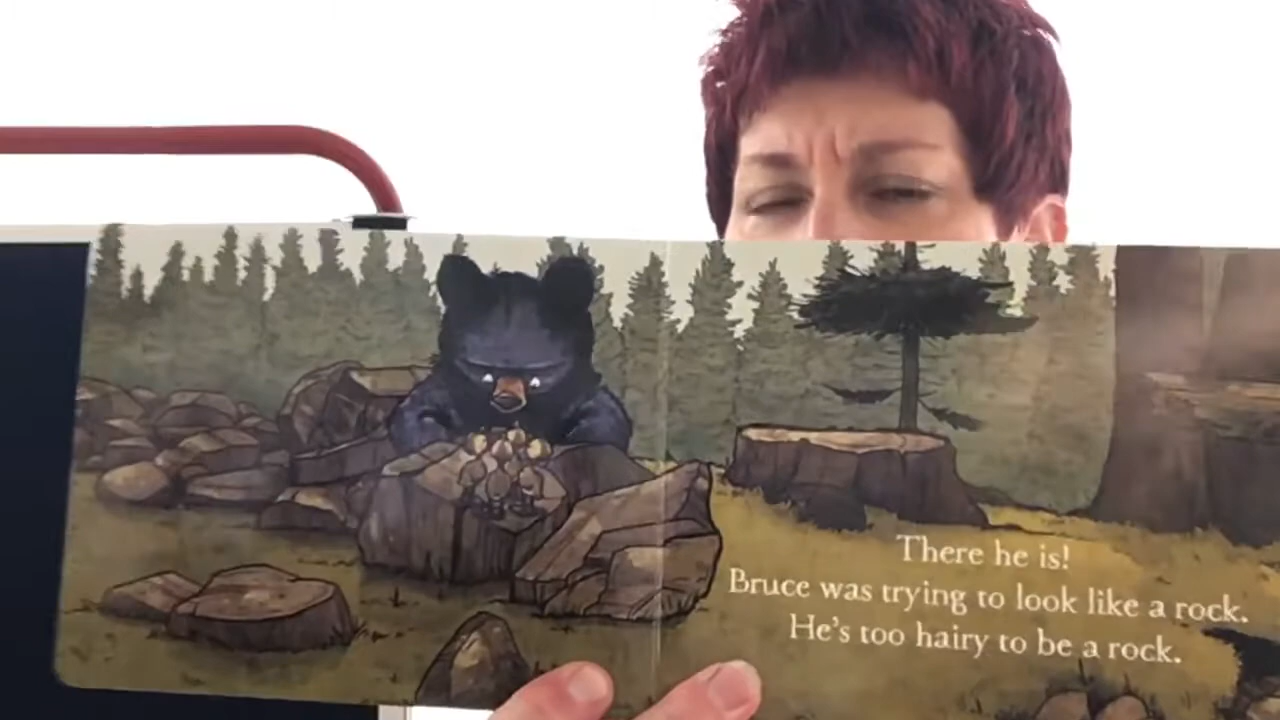 There he is!
Bruce was trying to look like a rock.
He's too hairy to be a rock.